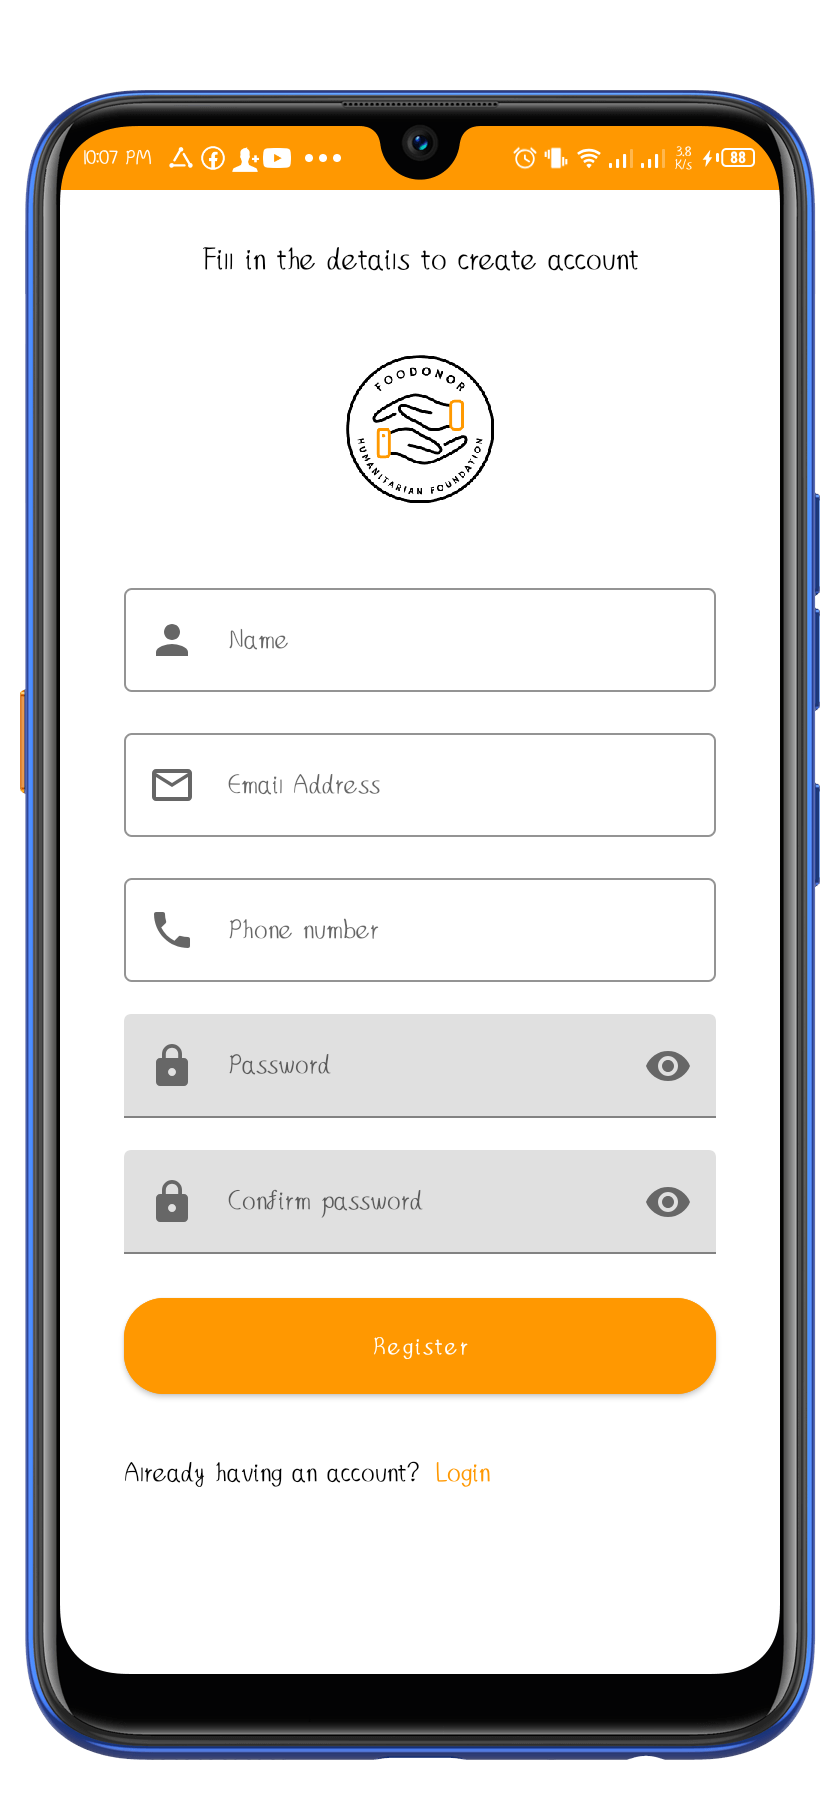 10:07 PM 3.8 K/s 88
Fill in the details to create account
FOODONOR
HUMANITARIAN FOUNDATION
Name
Email Address
Phone number
Password
Confirm password
Register
Already having an account? Login